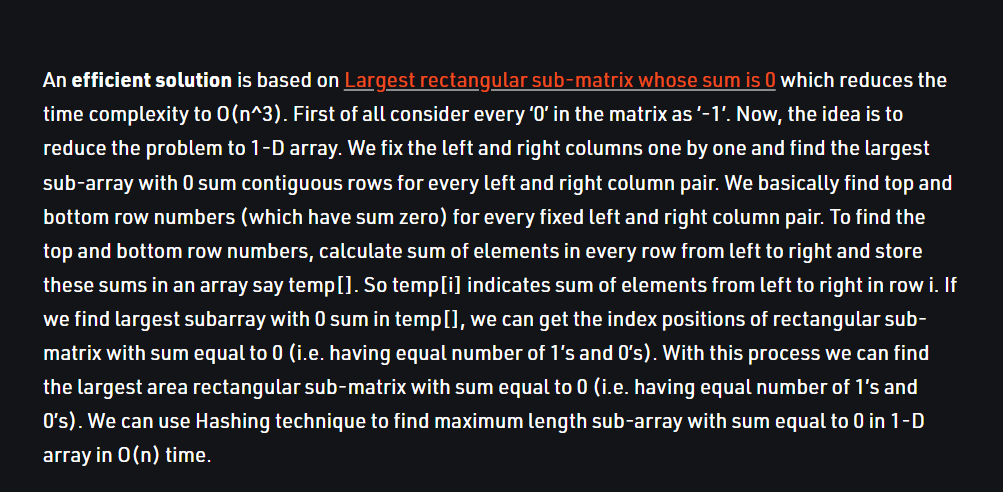 An efficient solution is based on Largest rectangular sub-matrix whose sum is 0 which reduces the
time complexity to O(n^3). First of all consider every ‘0’ in the matrix as ‘-1’. Now, the idea is to
reduce the problem to 1-D array. We fix the left and right columns one by one and find the largest
sub-array with 0 sum contiguous rows for every left and right column pair. We basically find top and
bottom row numbers (which have sum zero) for every fixed left and right column pair. To find the
top and bottom row numbers, calculate sum of elements in every row from left to right and store
these sums in an array say temp[]. So temp[i] indicates sum of elements from left to right in row i. If
we find largest subarray with 0 sum in temp[], we can get the index positions of rectangular sub-
matrix with sum equal to 0 (i.e. having equal number of 1’s and 0’s). With this process we can find
the largest area rectangular sub-matrix with sum equal to 0 (i.e. having equal number of 1’s and
0’s). We can use Hashing technique to find maximum length sub-array with sum equal to 0 in 1-D
array in O(n) time.